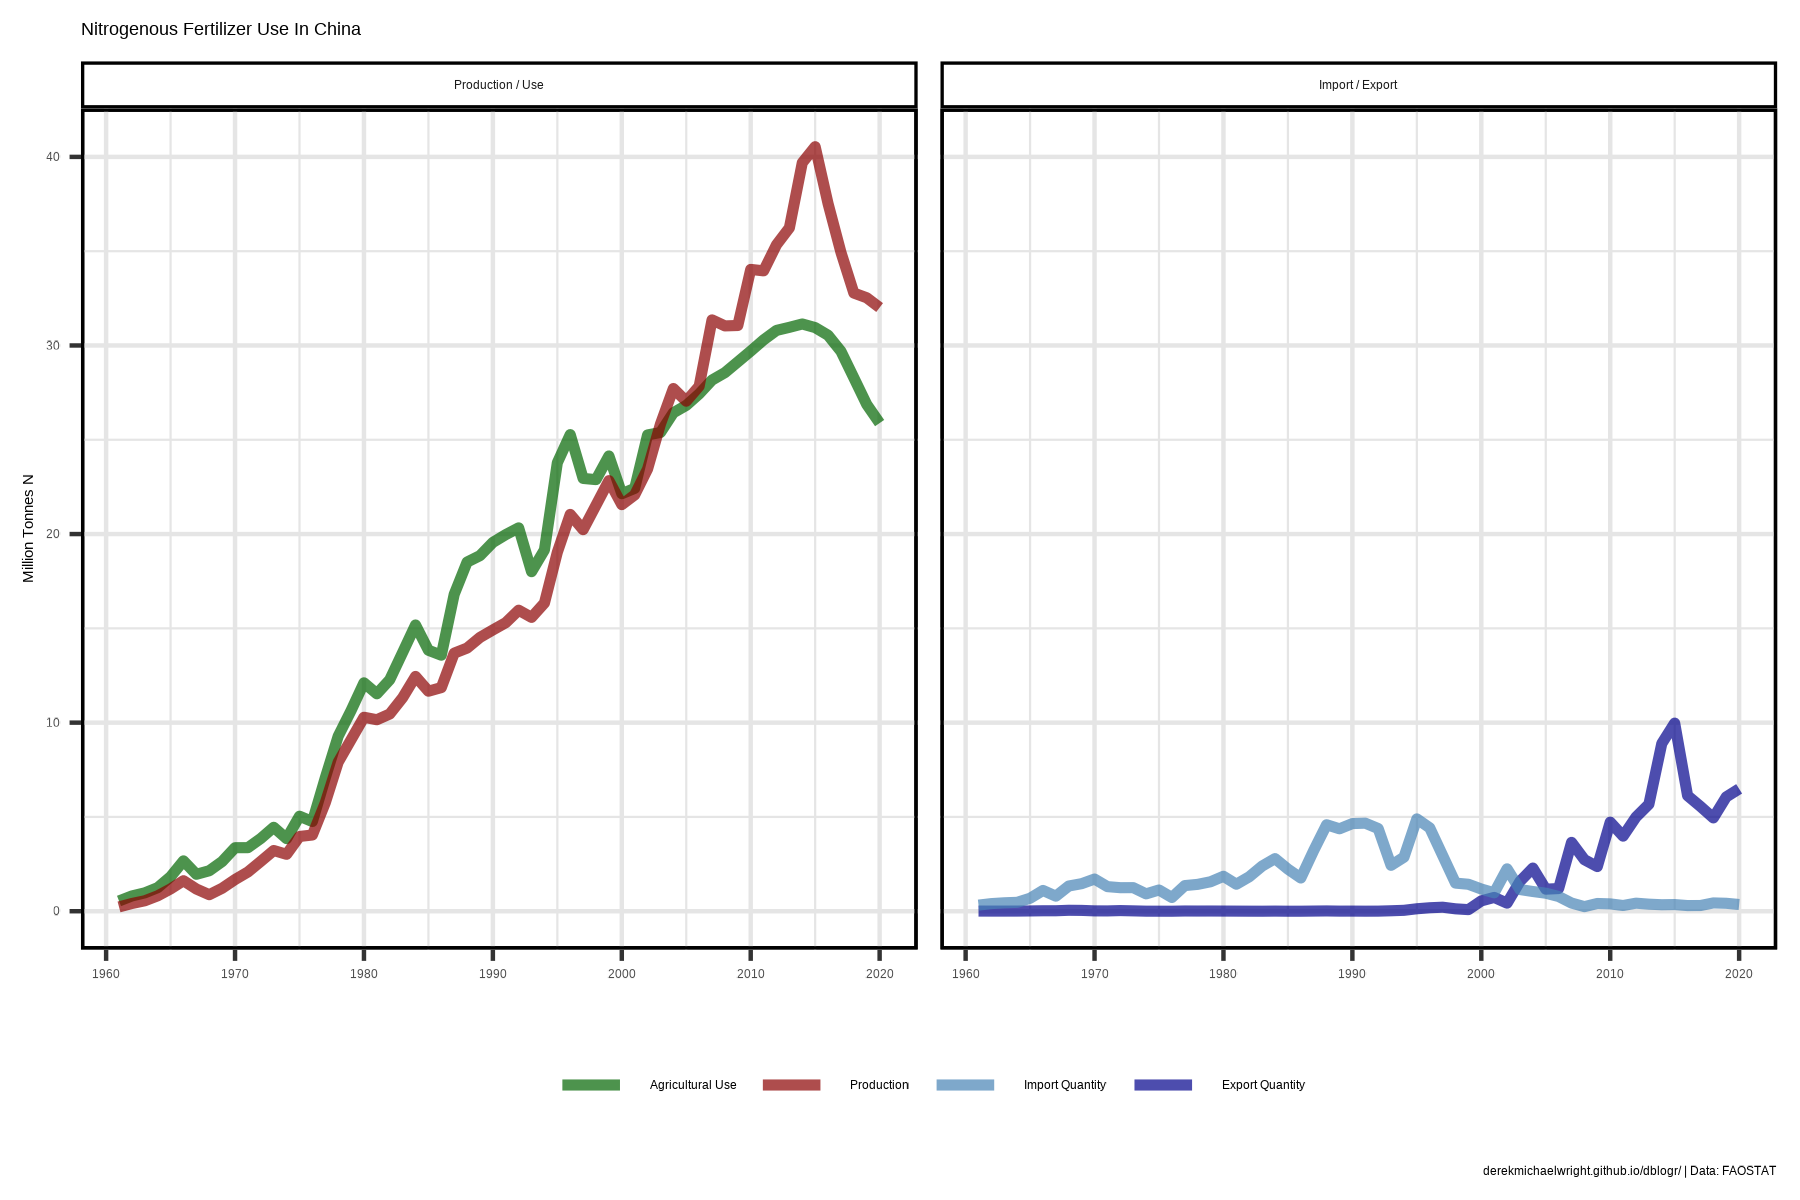 Nitrogenous Fertilizer Use In China
Production / Use
Import / Export
Million Tonnes N
40
30
20
10
0
1960 1970 1980 1990 2000 2010 2020
1960 1970 1980 1990 2000 2010 2020
Agricultural Use Production Import Quantity Export Quantity
derekmichaelwright.github.io/dblogr/ | Data: FAOSTAT